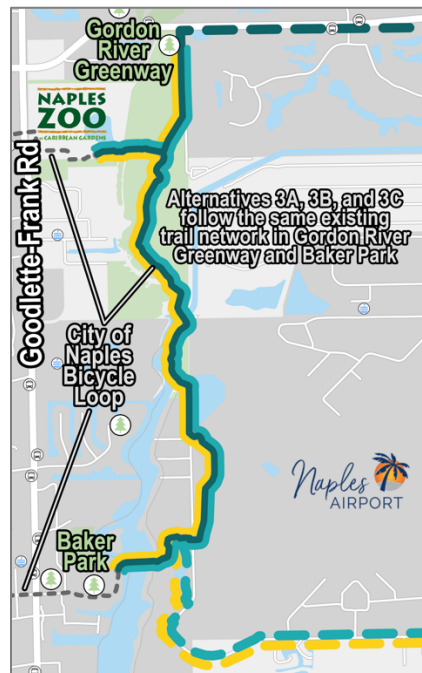 Gordon
River
Greenway
NAPLES
ZOO
AT CARIBBEAN GARDENS
Goodlette-Frank Rd
Alternatives 3A, 3B, and 3C
follow the same existing
trail network in Gordon River
Greenway and Baker Park
City of
Naples
Bicycle
Loop
Naples
AIRPORT
Baker
Park